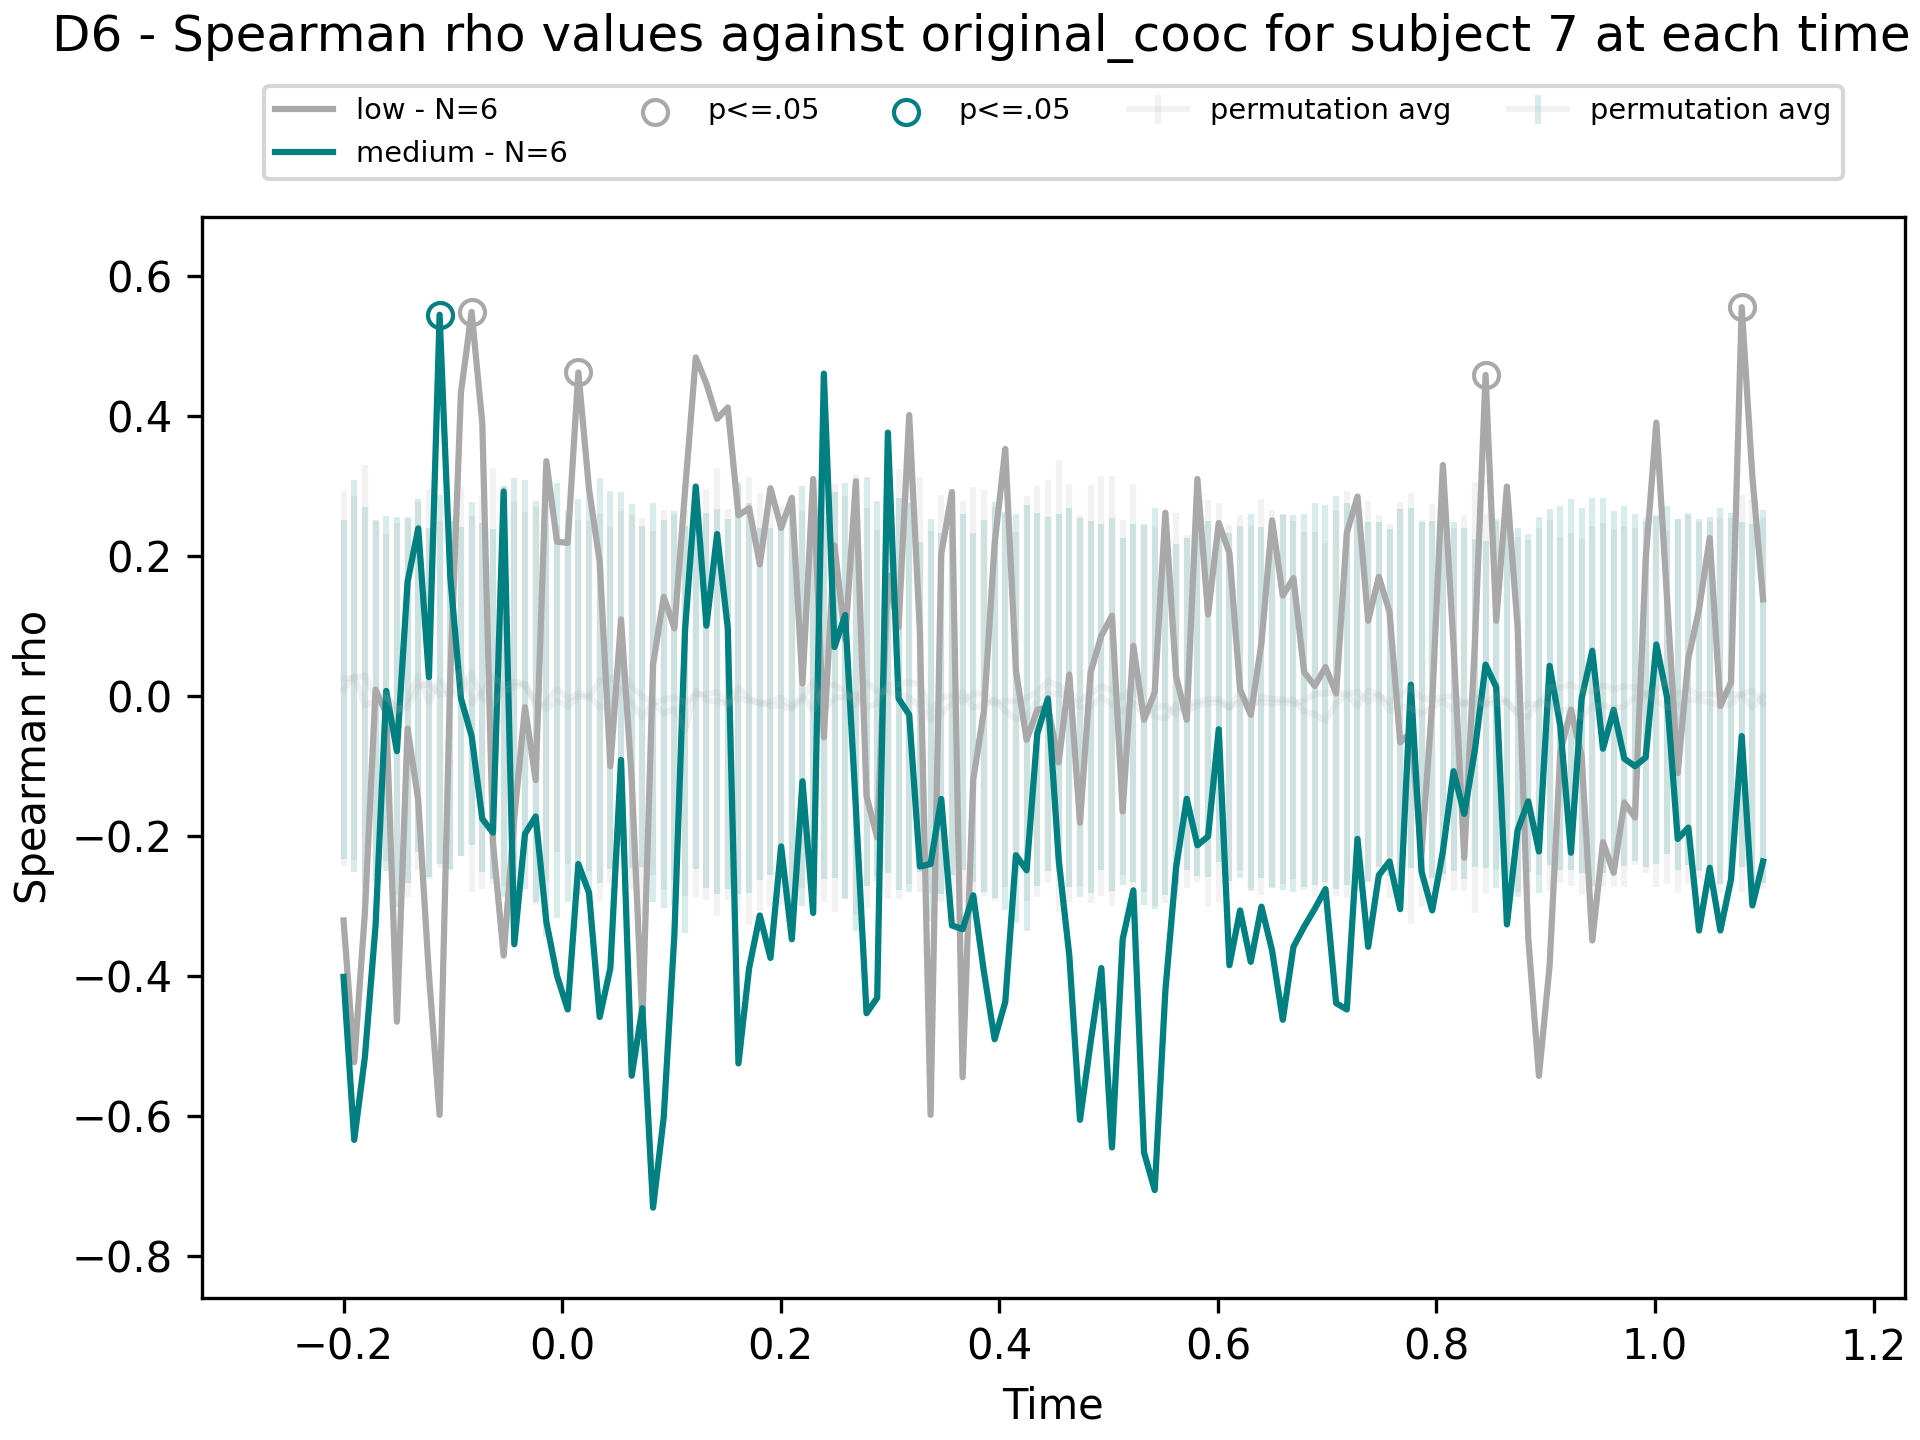 D6 - Spearman rho values against original_cooc for subject 7 at each time
low - N=6 p<=.05 p<=.05 permutation avg permutation avg
medium - N=6
0.6
0.4
0.2
0.0
−0.2
−0.4
−0.6
−0.8
Spearman rho
−0.2 0.0 0.2 0.4 0.6 0.8 1.0 1.2
Time